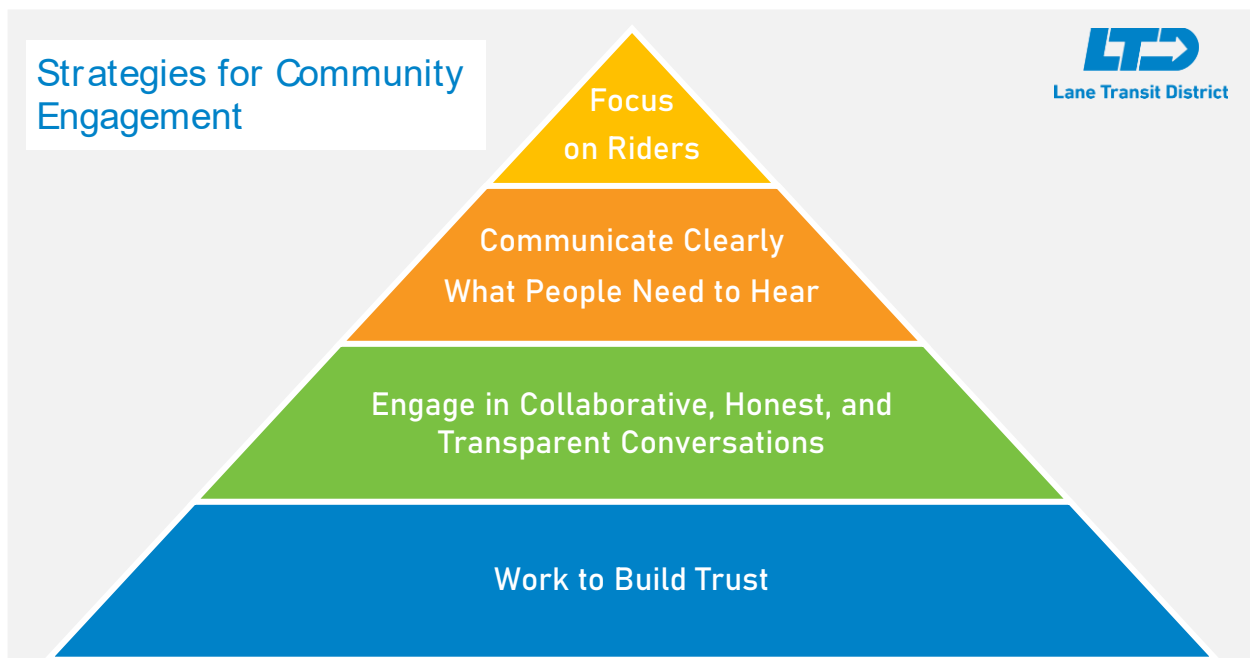 Strategies for Community
Engagement
LTD
Lane Transit District
Focus
on Riders
Communicate Clearly
What People Need to Hear
Engage in Collaborative, Honest, and
Transparent Conversations
Work to Build Trust